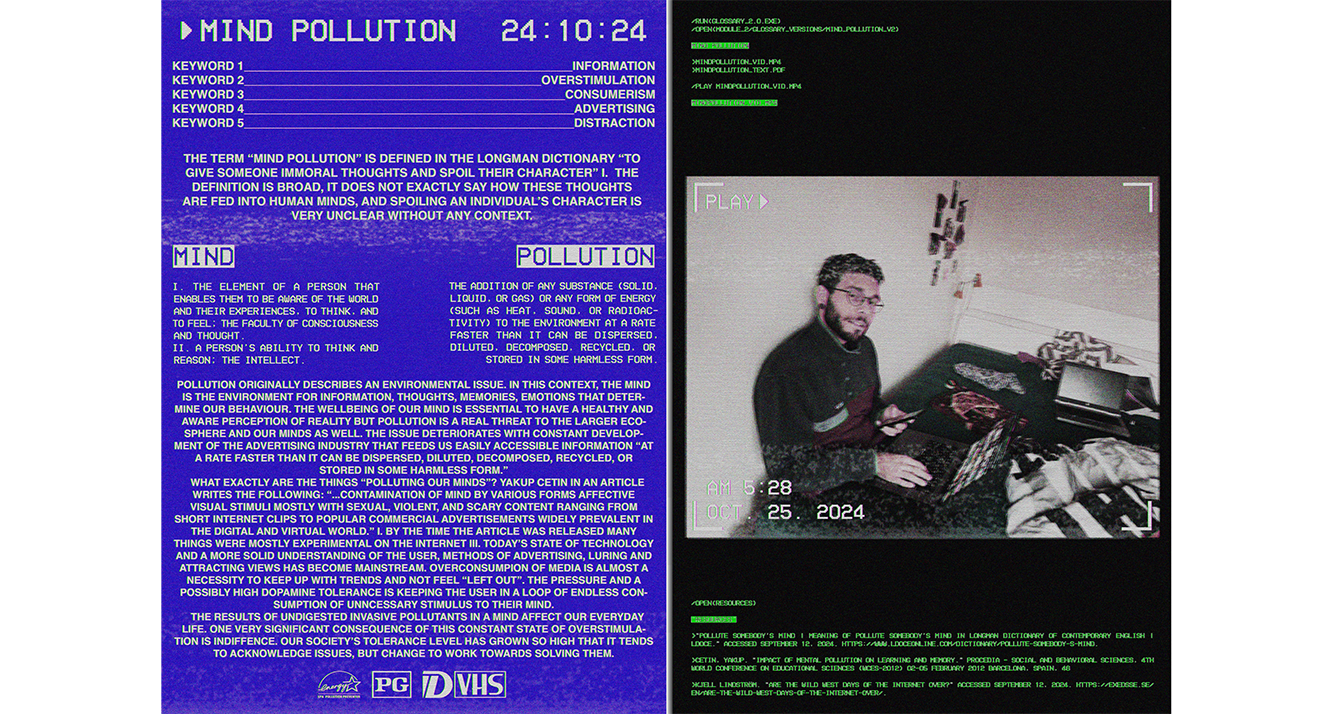 MIND POLLUTION 24:10:24
KEYWORD 1 INFORMATION
KEYWORD 2 OVERSTIMULATION
KEYWORD 3 CONSUMERISM
KEYWORD 4 ADVERTISING
KEYWORD 5 DISTRACTION
THE TERM “MIND POLLUTION” IS DEFINED IN THE LONGMAN DICTIONARY “TO
GIVE SOMEONE IMMORAL THOUGHTS AND SPOIL THEIR CHARACTER” I. THE
DEFINITION IS BROAD, IT DOES NOT EXACTLY SAY HOW THESE THOUGHTS
ARE FED INTO HUMAN MINDS, AND SPOILING AN INDIVIDUAL’S CHARACTER IS
VERY UNCLEAR WITHOUT ANY CONTEXT.
MIND
I. THE ELEMENT OF A PERSON THAT
ENABLES THEM TO BE AWARE OF THE WORLD
AND THEIR EXPERIENCES, TO THINK, AND
TO FEEL; THE FACULTY OF CONSCIOUSNESS
AND THOUGHT.
II. A PERSON'S ABILITY TO THINK AND
REASON; THE INTELLECT.
POLLUTION
THE ADDITION OF ANY SUBSTANCE (SOLID,
LIQUID, OR GAS) OR ANY FORM OF ENERGY
(SUCH AS HEAT, SOUND, OR RADIOAC-
TIVITY) TO THE ENVIRONMENT AT A RATE
FASTER THAN IT CAN BE DISPERSED,
DILUTED, DECOMPOSED, RECYCLED, OR
STORED IN SOME HARMLESS FORM.
POLLUTION ORIGINALLY DESCRIBES AN ENVIRONMENTAL ISSUE. IN THIS CONTEXT, THE MIND
IS THE ENVIRONMENT FOR INFORMATION, THOUGHTS, MEMORIES, EMOTIONS THAT DETER-
MINE OUR BEHAVIOUR. THE WELLBEING OF OUR MIND IS ESSENTIAL TO HAVE A HEALTHY AND
AWARE PERCEPTION OF REALITY BUT POLLUTION IS A REAL THREAT TO THE LARGER ECO-
SPHERE AND OUR MINDS AS WELL. THE ISSUE DETERIORATES WITH CONSTANT DEVELOP-
MENT OF THE ADVERTISING INDUSTRY THAT FEEDS US EASILY ACCESSIBLE INFORMATION “AT
A RATE FASTER THAN IT CAN BE DISPERSED, DILUTED, DECOMPOSED, RECYCLED, OR
STORED IN SOME HARMLESS FORM.”
WHAT EXACTLY ARE THE THINGS “POLLUTING OUR MINDS”? YAKUP CETIN IN AN ARTICLE
WRITES THE FOLLOWING: “...CONTAMINATION OF MIND BY VARIOUS FORMS AFFECTIVE
VISUAL STIMULI MOSTLY WITH SEXUAL, VIOLENT, AND SCARY CONTENT RANGING FROM
SHORT INTERNET CLIPS TO POPULAR COMMERCIAL ADVERTISEMENTS WIDELY PREVALENT IN
THE DIGITAL AND VIRTUAL WORLD.” I. BY THE TIME THE ARTICLE WAS RELEASED MANY
THINGS WERE MOSTLY EXPERIMENTAL ON THE INTERNET III. TODAY’S STATE OF TECHNOLOGY
AND A MORE SOLID UNDERSTANDING OF THE USER, METHODS OF ADVERTISING, LURING AND
ATTRACTING VIEWS HAS BECOME MAINSTREAM. OVERCONSUMPTION OF MEDIA IS ALMOST A
NECESSITY TO KEEP UP WITH TRENDS AND NOT FEEL “LEFT OUT”. THE PRESSURE AND A
POSSIBLY HIGH DOPAMINE TOLERANCE IS KEEPING THE USER IN A LOOP OF ENDLESS CON-
SUMPTION OF UNNCESSARY STIMULUS TO THEIR MIND.
THE RESULTS OF UNDIGESTED INVASIVE POLLUTANTS IN A MIND AFFECT OUR EVERYDAY
LIFE. ONE VERY SIGNIFICANT CONSEQUENCE OF THIS CONSTANT STATE OF OVERSTIMULA-
TION IS INDIFFENCE. OUR SOCIETY’S TOLERANCE LEVEL HAS GROWN SO HIGH THAT IT TENDS
TO ACKNOWLEDGE ISSUES, BUT CHANGE TO WORK TOWARDS SOLVING THEM.
energy
EPA POLLUTION PREVENTER
PG
D
VHS
/RUN(GLOSSARY_2.0.EXE)
/OPEN(MODULE_2/GLOSSARY_VERSIONS/MIND_POLLUTION_V2)
>MINDPOLLUTION_VID.MP4
>MINDPOLLUTION_TEXT.PDF
/PLAY MINDPOLLUTION_VID.MP4
PLAY
AM 5:28
OCT. 25. 2024
/OPEN(RESOURCES)
>"POLLUTE SOMEBODY'S MIND | MEANING OF POLLUTE SOMEBODY'S MIND IN LONGMAN DICTIONARY OF CONTEMPORARY ENGLISH |
LDOCE." ACCESSED SEPTEMBER 12, 2024. HTTPS://WWW.LDOCEONLINE.COM/DICTIONARY/POLLUTE-SOMEBODY-S-MIND.
>CETIN, YAKUP. "IMPACT OF MENTAL POLLUTION ON LEARNING AND MEMORY." PROCEDIA - SOCIAL AND BEHAVIORAL SCIENCES, 4TH
WORLD CONFERENCE ON EDUCATIONAL SCIENCES (WCES-2012) 02-05 FEBRUARY 2012 BARCELONA, SPAIN, 46
>KJELL LINDSTRÖM. "ARE THE WILD WEST DAYS OF THE INTERNET OVER?" ACCESSED SEPTEMBER 12, 2024. HTTPS://EXEDSSE.SE/
EN/ARE-THE-WILD-WEST-DAYS-OF-THE-INTERNET-OVER/.